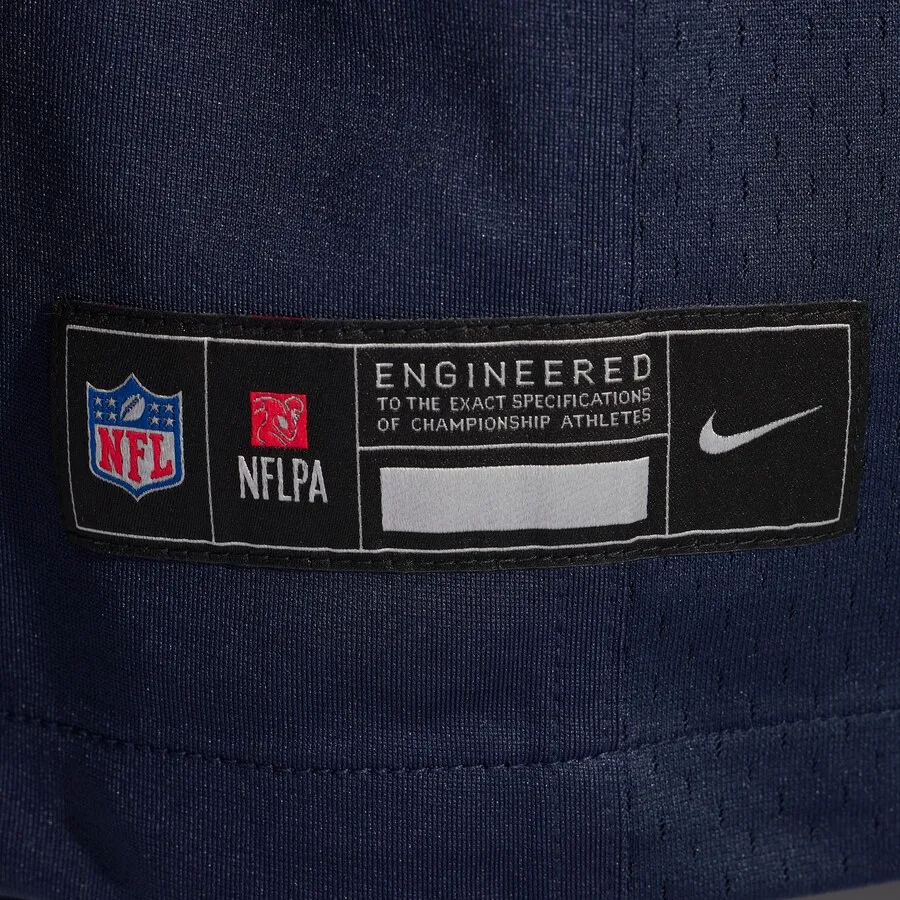 NFL
NFLPA
ENGINEERED
TO THE EXACT SPECIFICATIONS
OF CHAMPIONSHIP ATHLETES